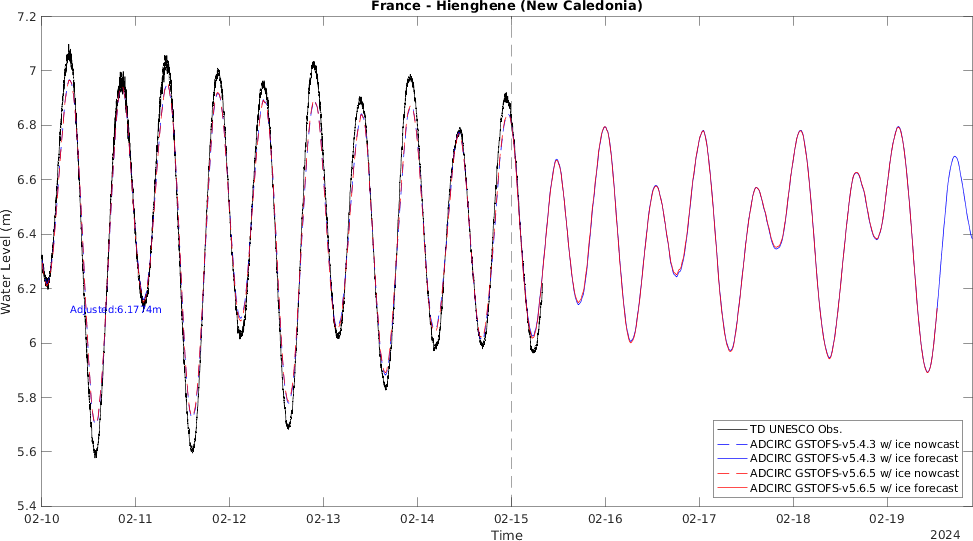 France - Hienghene (New Caledonia)
7.2
7
6.8
6.6
6.4
6.2
6
5.8
5.6
5.4
Water Level (m)
Adjusted:6.1774m
TD UNESCO Obs.
ADCIRC GSTOFS-v5.4.3 w/ ice nowcast
ADCIRC GSTOFS-v5.4.3 w/ ice forecast
ADCIRC GSTOFS-v5.6.5 w/ ice nowcast
ADCIRC GSTOFS-v5.6.5 w/ ice forecast
02-10 02-11 02-12 02-13 02-14 02-15 02-16 02-17 02-18 02-19
Time
2024